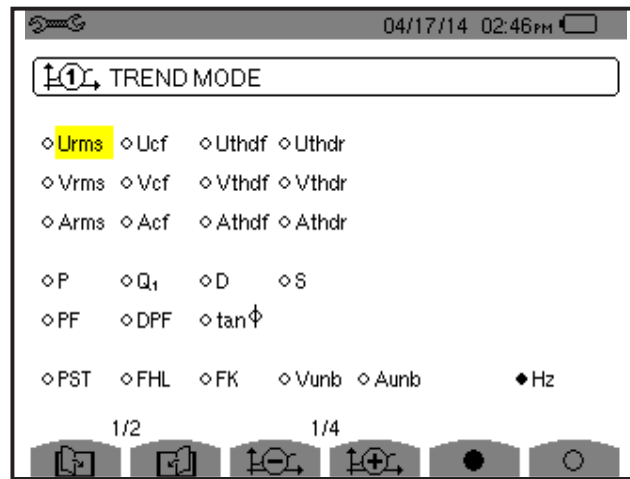 04/17/14 02:46PM
1 TREND MODE
Urms Ucf Uthdf Uthdr
Vrms Vcf Vthdf Vthdr
Arms Acf Athdf Athdr
P Q₁ D S
PF DPF tanϕ
PST FHL FK Vunb Aunb Hz
1/2 1/4